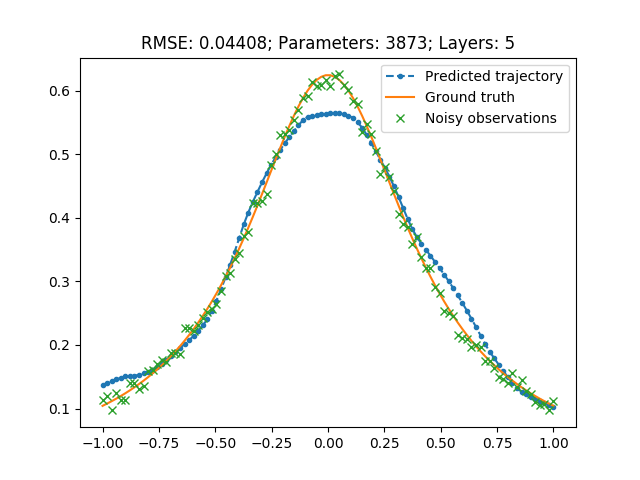 RMSE: 0.04408; Parameters: 3873; Layers: 5
Predicted trajectory
Ground truth
Noisy observations
0.6
0.5
0.4
0.3
0.2
0.1
−1.00 −0.75 −0.50 −0.25 0.00 0.25 0.50 0.75 1.00